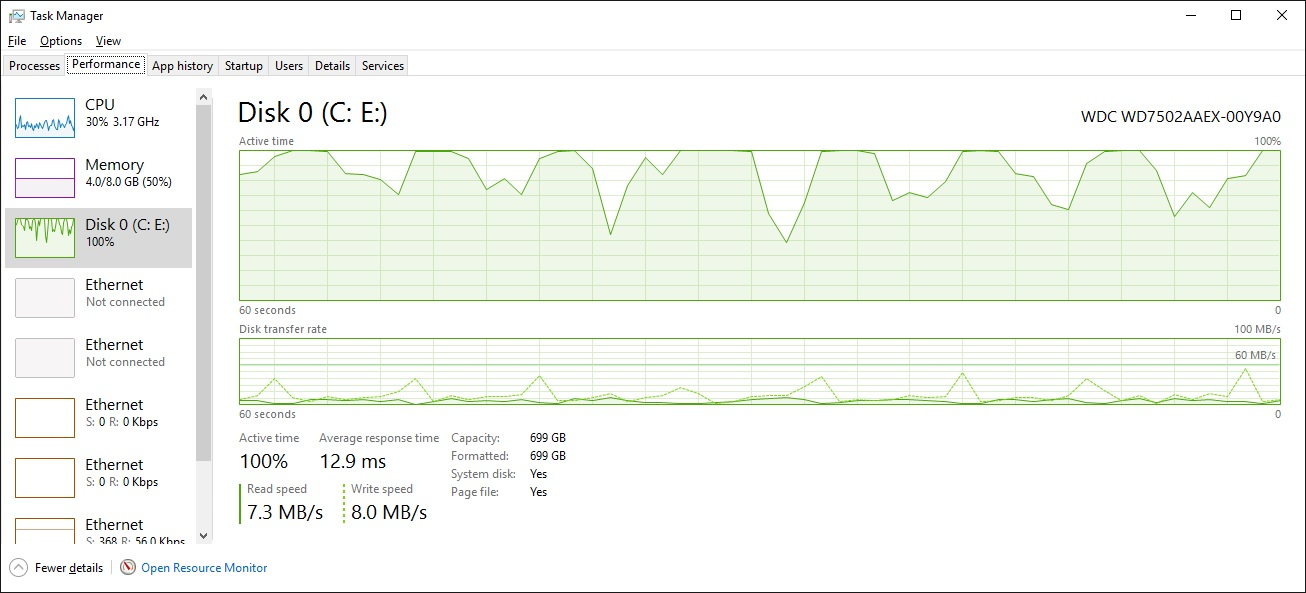 Task Manager
File Options View
Processes Performance App history Startup Users Details Services
CPU
30% 3.17 GHz
Memory
4.0/8.0 GB (50%)
Disk 0 (C: E:)
100%
Ethernet
Not connected
Ethernet
Not connected
Ethernet
S: 0 R: 0 Kbps
Ethernet
S: 0 R: 0 Kbps
Ethernet
S: 368 R: 56.0 Kbps
Disk 0 (C: E:)
WDC WD7502AAEX-00Y9A0
Active time 100%
60 seconds 0
Disk transfer rate 100 MB/s
60 MB/s
60 seconds 0
Active time Average response time
100% 12.9 ms
Read speed Write speed
7.3 MB/s 8.0 MB/s
Capacity: 699 GB
Formatted: 699 GB
System disk: Yes
Page file: Yes
Fewer details Open Resource Monitor